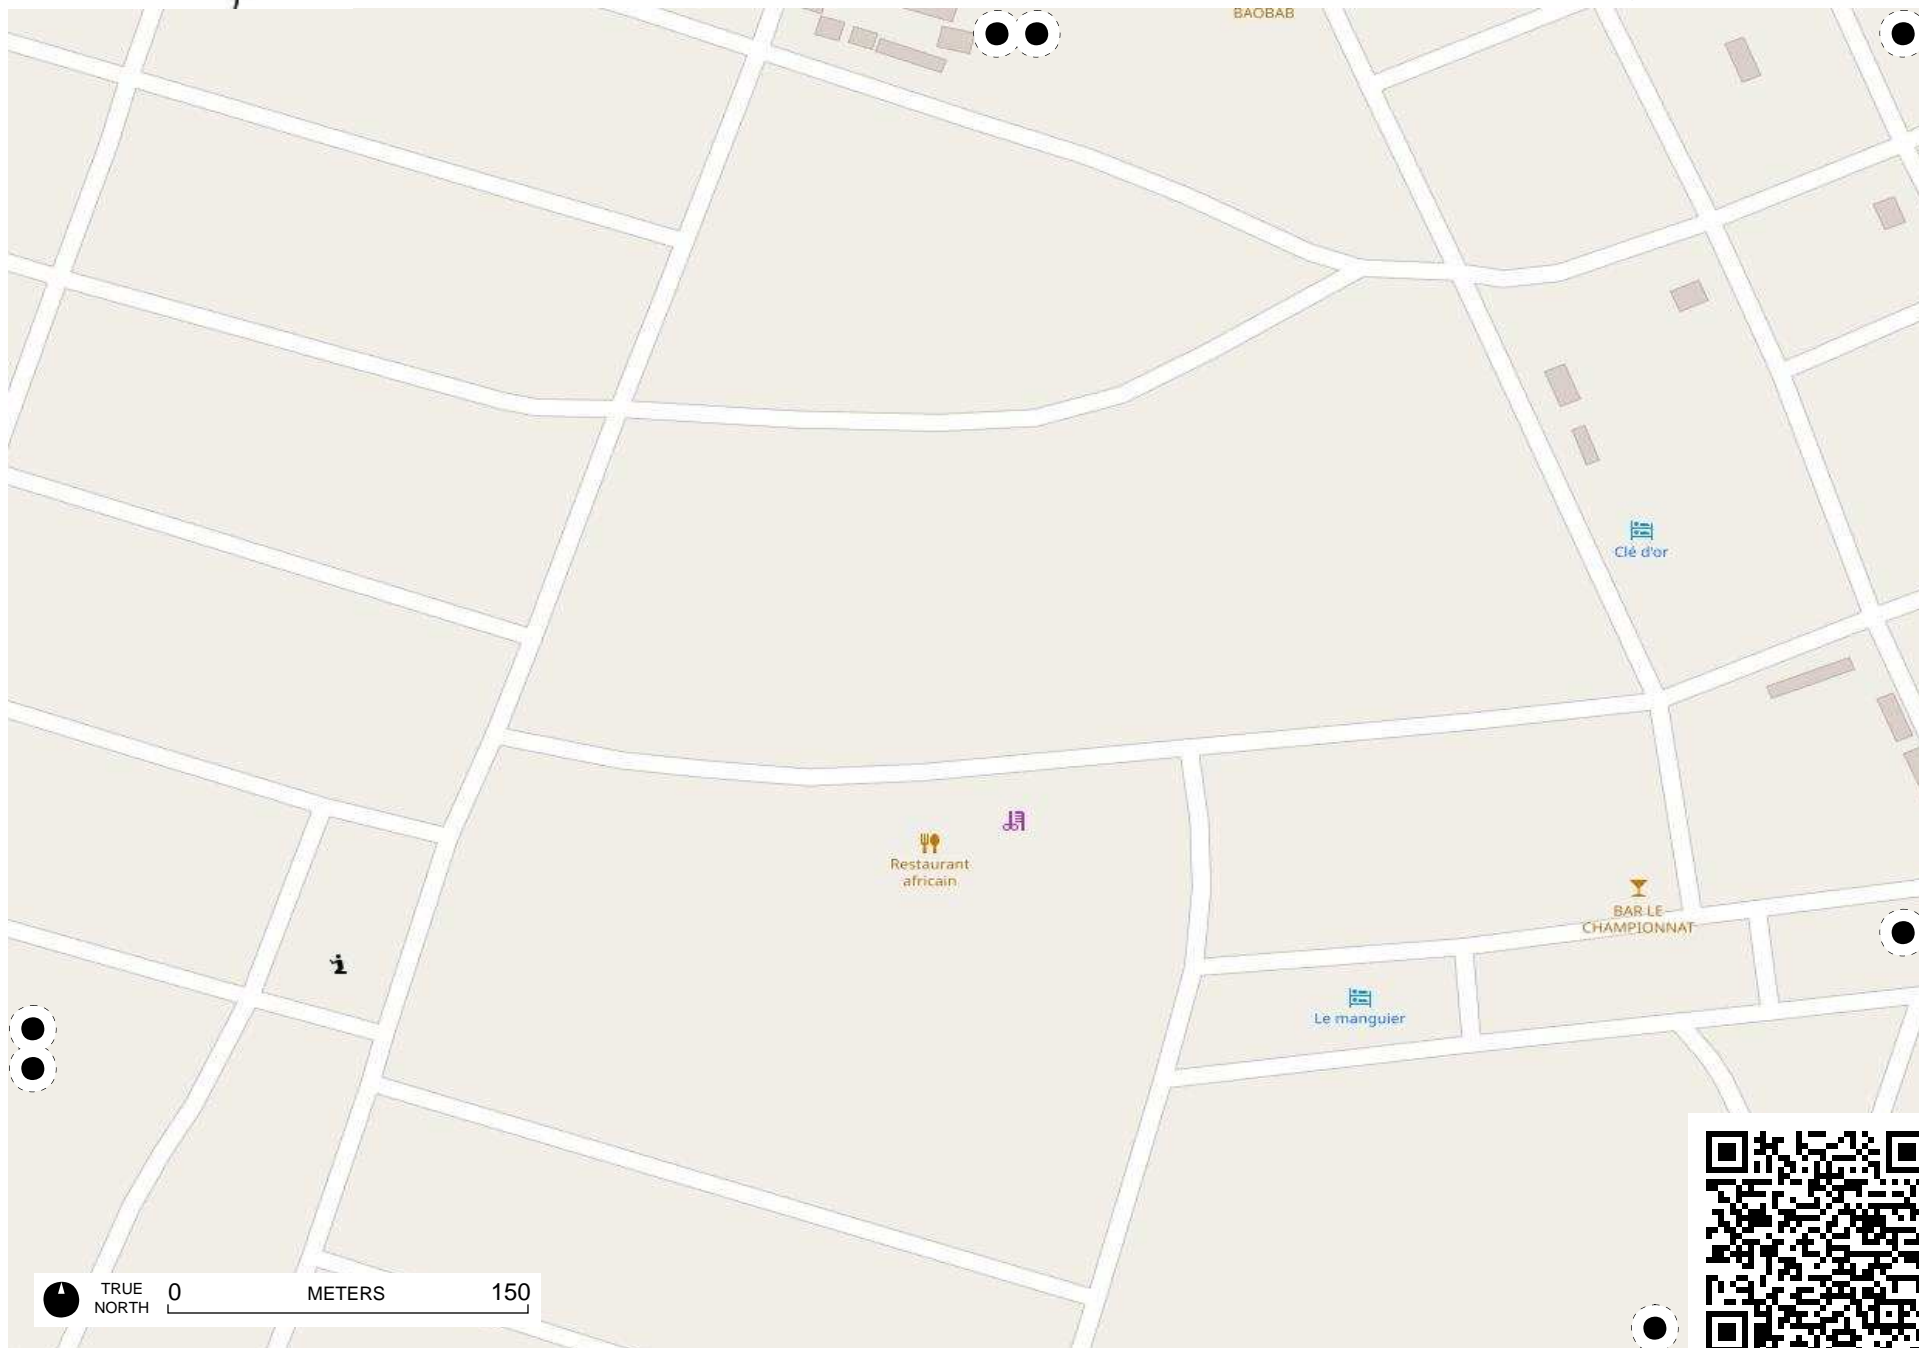 BAOBAB
Clé d'or
Restaurant
africain
BAR LE
CHAMPIONNAT
Le manguier
TRUE
NORTH
0 METERS 150